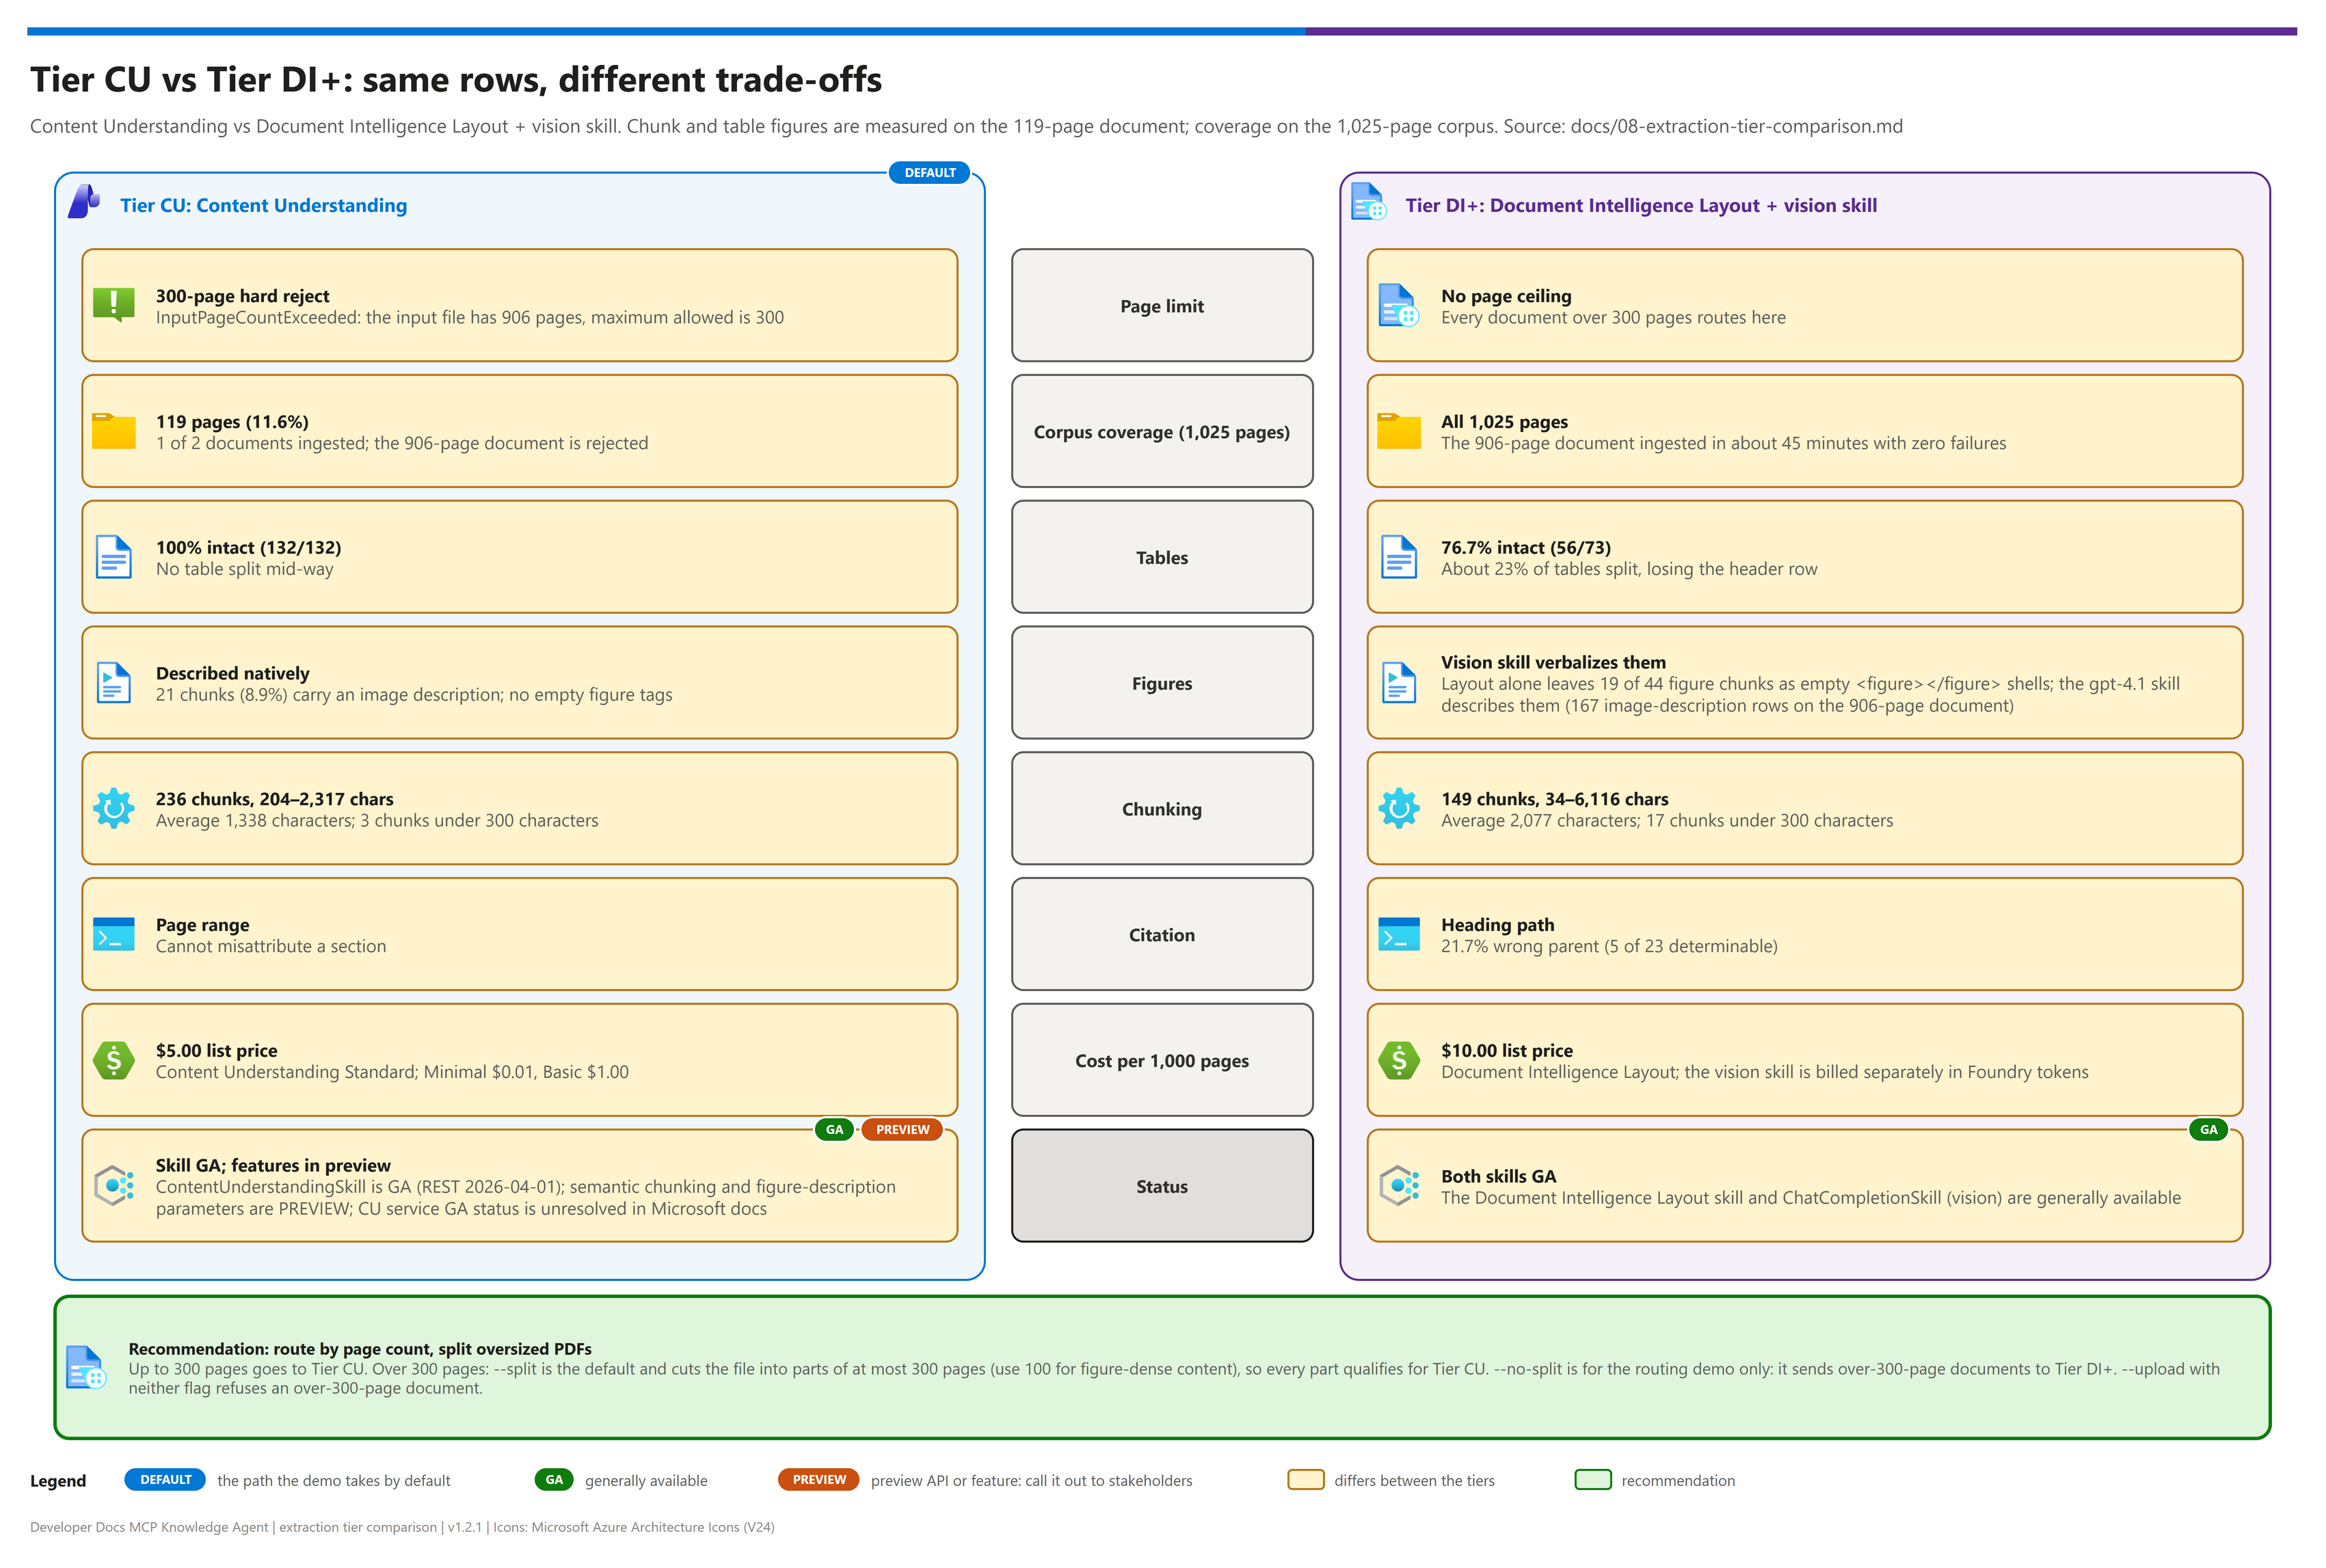 Tier CU vs Tier DI+: same rows, different trade-offs
Content Understanding vs Document Intelligence Layout + vision skill. Chunk and table figures are measured on the 119-page document; coverage on the 1,025-page corpus. Source: docs/08-extraction-tier-comparison.md
DEFAULT
Tier CU: Content Understanding
Tier DI+: Document Intelligence Layout + vision skill
300-page hard reject
InputPageCountExceeded: the input file has 906 pages, maximum allowed is 300
Page limit
No page ceiling
Every document over 300 pages routes here
119 pages (11.6%)
1 of 2 documents ingested; the 906-page document is rejected
Corpus coverage (1,025 pages)
All 1,025 pages
The 906-page document ingested in about 45 minutes with zero failures
100% intact (132/132)
No table split mid-way
Tables
76.7% intact (56/73)
About 23% of tables split, losing the header row
Described natively
21 chunks (8.9%) carry an image description; no empty figure tags
Figures
Vision skill verbalizes them
Layout alone leaves 19 of 44 figure chunks as empty <figure></figure> shells; the gpt-4.1 skill
describes them (167 image-description rows on the 906-page document)
236 chunks, 204–2,317 chars
Average 1,338 characters; 3 chunks under 300 characters
Chunking
149 chunks, 34–6,116 chars
Average 2,077 characters; 17 chunks under 300 characters
Page range
Cannot misattribute a section
Citation
Heading path
21.7% wrong parent (5 of 23 determinable)
$5.00 list price
Content Understanding Standard; Minimal $0.01, Basic $1.00
Cost per 1,000 pages
$10.00 list price
Document Intelligence Layout; the vision skill is billed separately in Foundry tokens
GA
PREVIEW
Skill GA; features in preview
ContentUnderstandingSkill is GA (REST 2026-04-01); semantic chunking and figure-description
parameters are PREVIEW; CU service GA status is unresolved in Microsoft docs
Status
GA
Both skills GA
The Document Intelligence Layout skill and ChatCompletionSkill (vision) are generally available
Recommendation: route by page count, split oversized PDFs
Up to 300 pages goes to Tier CU. Over 300 pages: --split is the default and cuts the file into parts of at most 300 pages (use 100 for figure-dense content), so every part qualifies for Tier CU. --no-split is for the routing demo only: it sends over-300-page documents to Tier DI+. --upload with
neither flag refuses an over-300-page document.
Legend
DEFAULT
the path the demo takes by default
GA
generally available
PREVIEW
preview API or feature: call it out to stakeholders
differs between the tiers
recommendation
Developer Docs MCP Knowledge Agent | extraction tier comparison | v1.2.1 | Icons: Microsoft Azure Architecture Icons (V24)